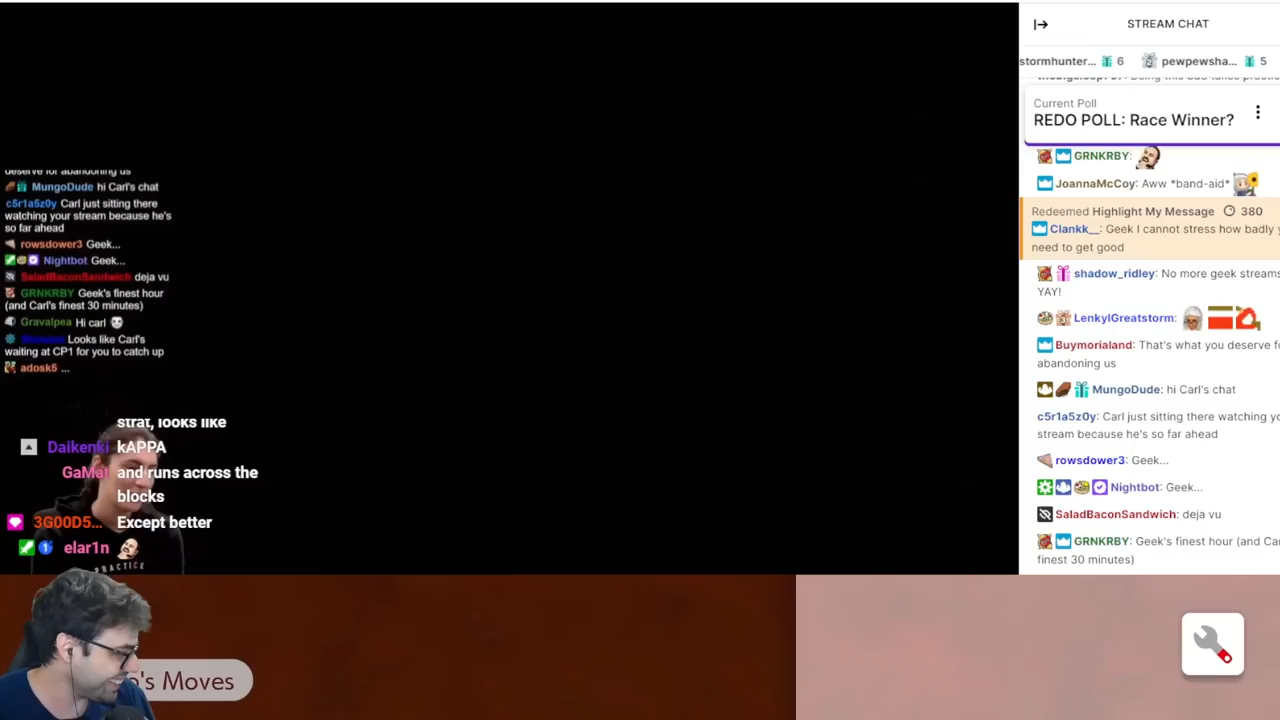 deserve for abandoning us
MungoDude hi Carl's chat
c5r1a5z0y Carl just sitting there
watching your stream because he's
so far ahead
rowsdower3 Geek...
Nightbot Geek...
SaladBaconSandwich deja vu
GRNKRBY Geek's finest hour
(and Carl's finest 30 minutes)
Gravalpea Hi carl
Looks like Carl's
waiting at CP1 for you to catch up
adosk5 ...
strat, looks like
Daikenki kAPPA
and runs across the
blocks
3G00D5... Except better
elar1n
PRACTICE
's Moves
STREAM CHAT
stormhunter... 6 pewpewsha... 5
Current Poll
REDO POLL: Race Winner?
GRNKRBY:
JoannaMcCoy: Aww *band-aid*
Redeemed Highlight My Message 380
Clankk__: Geek I cannot stress how badly y
need to get good
shadow_ridley: No more geek streams
YAY!
LenkylGreatstorm:
Buymorialand: That's what you deserve fo
abandoning us
MungoDude: hi Carl's chat
c5r1a5z0y: Carl just sitting there watching yo
stream because he's so far ahead
rowsdower3: Geek...
Nightbot: Geek...
SaladBaconSandwich: deja vu
GRNKRBY: Geek's finest hour (and Car
finest 30 minutes)